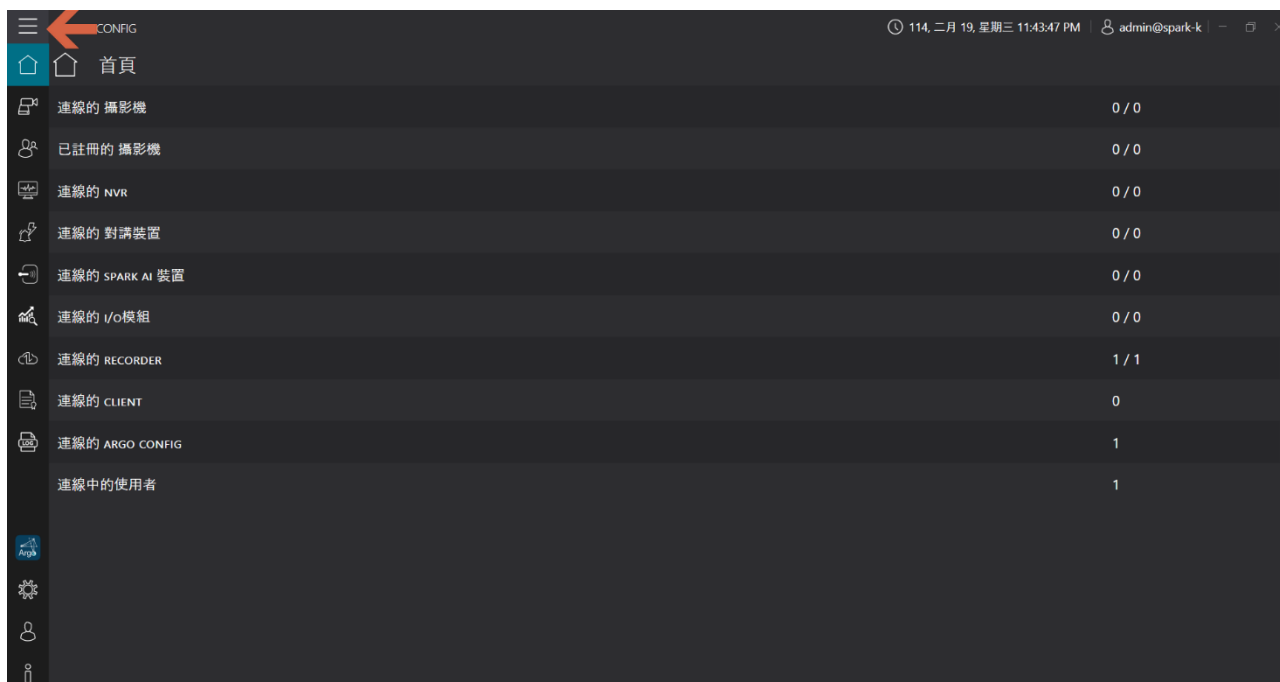 CONFIG
114, 二月 19, 星期三 11:43:47 PM
admin@spark-k
首頁
連線的 攝影機 0 / 0
已註冊的 攝影機 0 / 0
連線的 NVR 0 / 0
連線的 對講裝置 0 / 0
連線的 SPARK AI 裝置 0 / 0
連線的 I/O模組 0 / 0
連線的 RECORDER 1 / 1
連線的 CLIENT 0
連線的 ARGO CONFIG 1
連線中的使用者 1
LOG
Argo